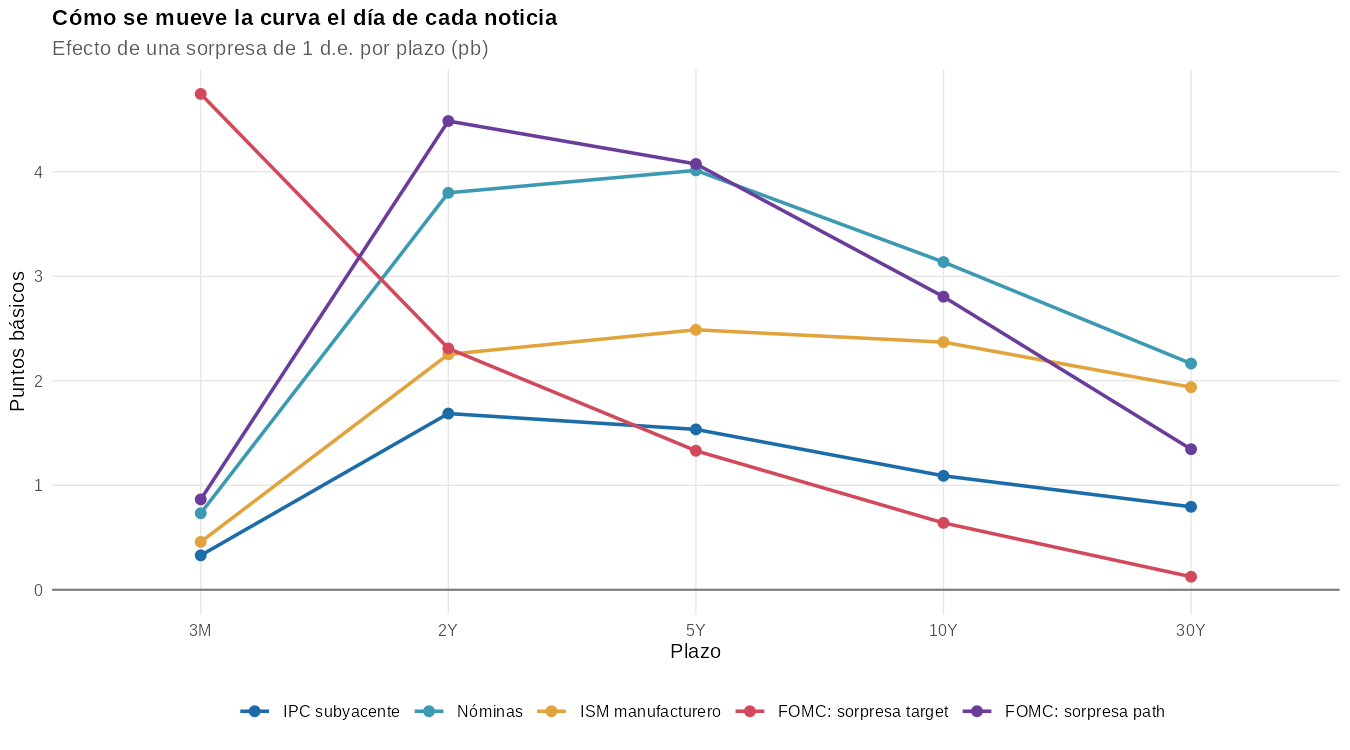 Cómo se mueve la curva el día de cada noticia
Efecto de una sorpresa de 1 d.e. por plazo (pb)
Puntos básicos
4
3
2
1
0
3M
2Y
5Y
10Y
30Y
Plazo
IPC subyacente
Nóminas
ISM manufacturero
FOMC: sorpresa target
FOMC: sorpresa path